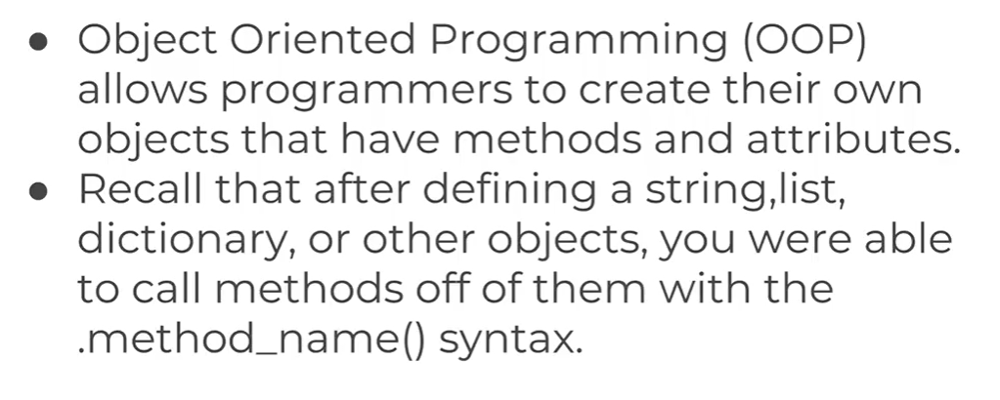 ● Object Oriented Programming (OOP)
allows programmers to create their own
objects that have methods and attributes.
● Recall that after defining a string,list,
dictionary, or other objects, you were able
to call methods off of them with the
.method_name() syntax.